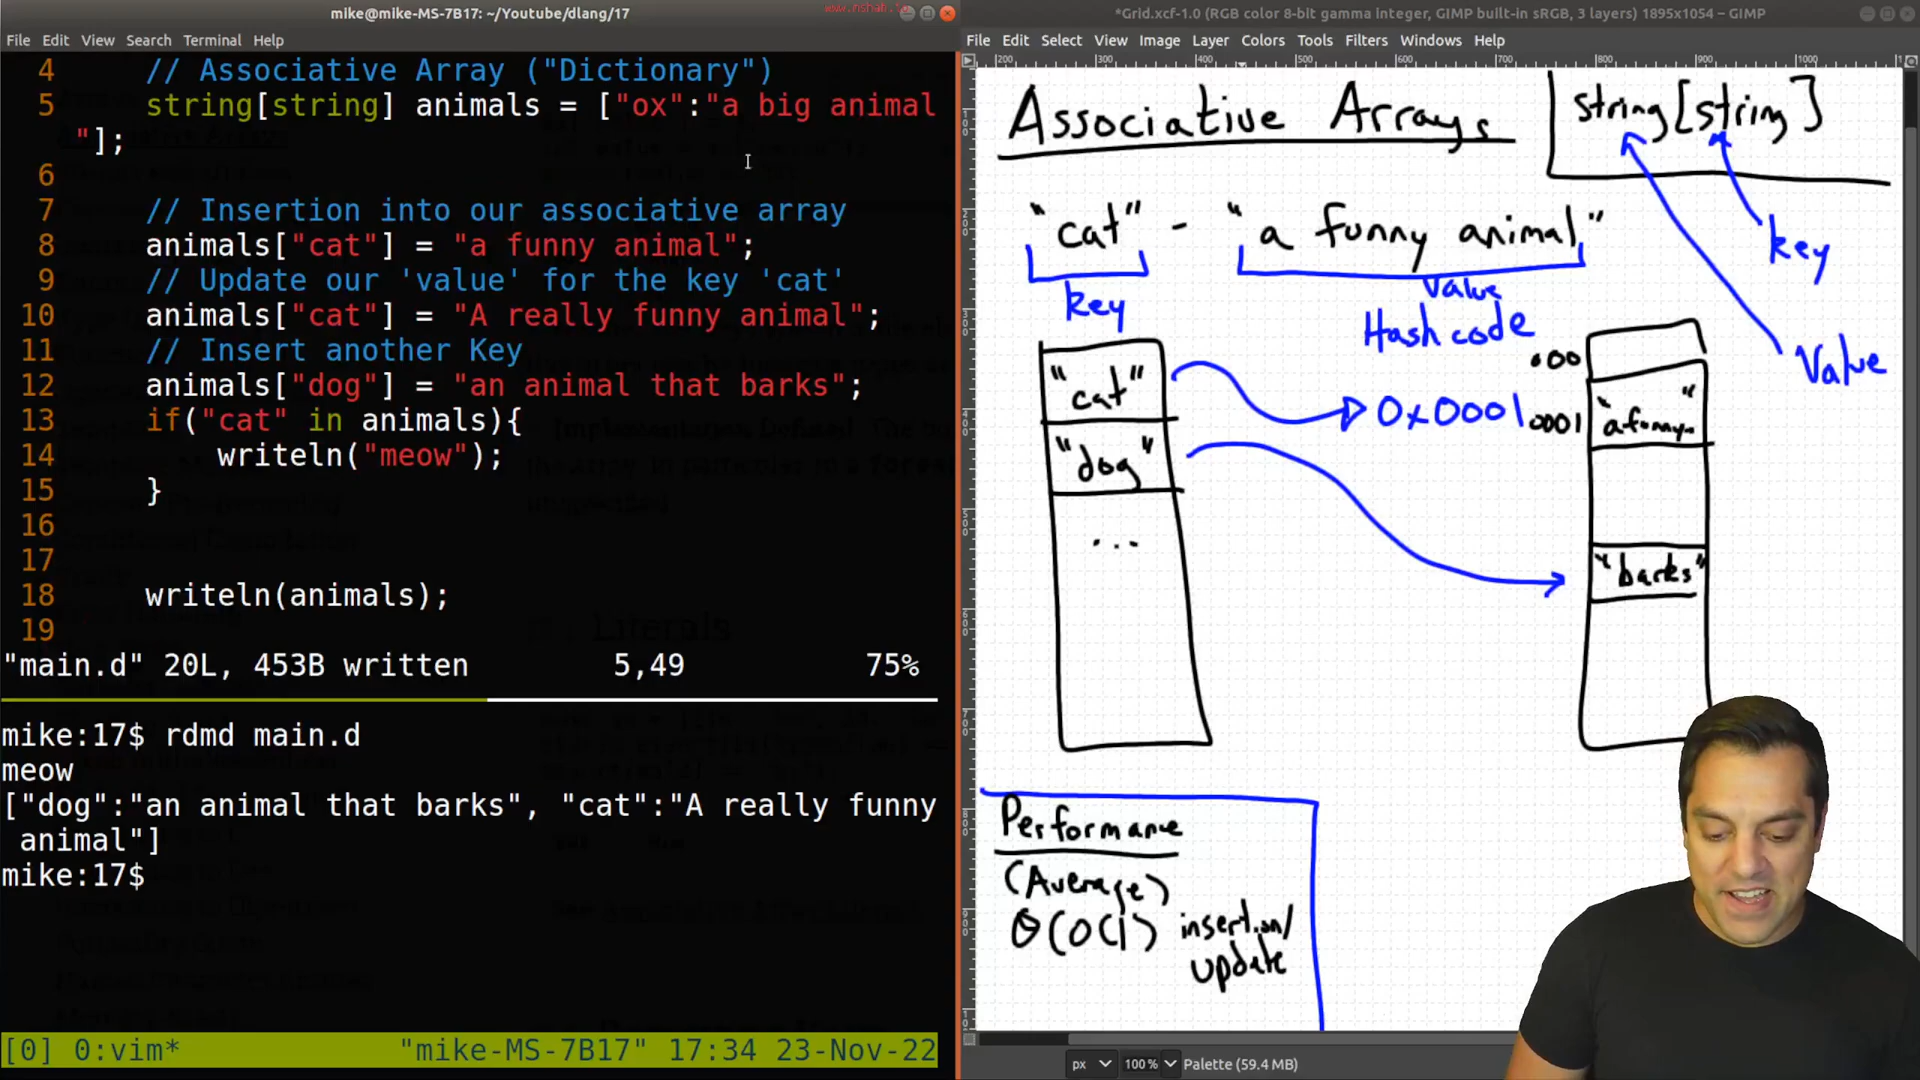 mike@mike-MS-7B17: ~/Youtube/dlang/17
File Edit View Search Terminal Help
4 // Associative Array ("Dictionary")
5 string[string] animals = ["ox":"a big animal
"];
6
7 // Insertion into our associative array
8 animals["cat"] = "a funny animal";
9 // Update our 'value' for the key 'cat'
10 animals["cat"] = "A really funny animal";
11 // Insert another Key
12 animals["dog"] = "an animal that barks";
13 if("cat" in animals){
14 writeln("meow");
15 }
16
17
18 writeln(animals);
19
"main.d" 20L, 453B written 5,49 75%
mike:17$ rdmd main.d
meow
["dog":"an animal that barks", "cat":"A really funny
animal"]
mike:17$
[0] 0:vim* "mike-MS-7B17" 17:34 23-Nov-22
*Grid.xcf-1.0 (RGB color 8-bit gamma integer, GIMP built-in sRGB, 3 layers) 1895x1054 – GIMP
File Edit Select View Image Layer Colors Tools Filters Windows Help
Associative Arrays
string[string]
"cat" - "a funny animal"
key
value
key
Hash code
Value
"cat"
0x0001
.000
.0001
"a funny.."
"dog"
...
"barks"
Performance
(Average)
insertion/
update
px 100% Palette (59.4 MB)